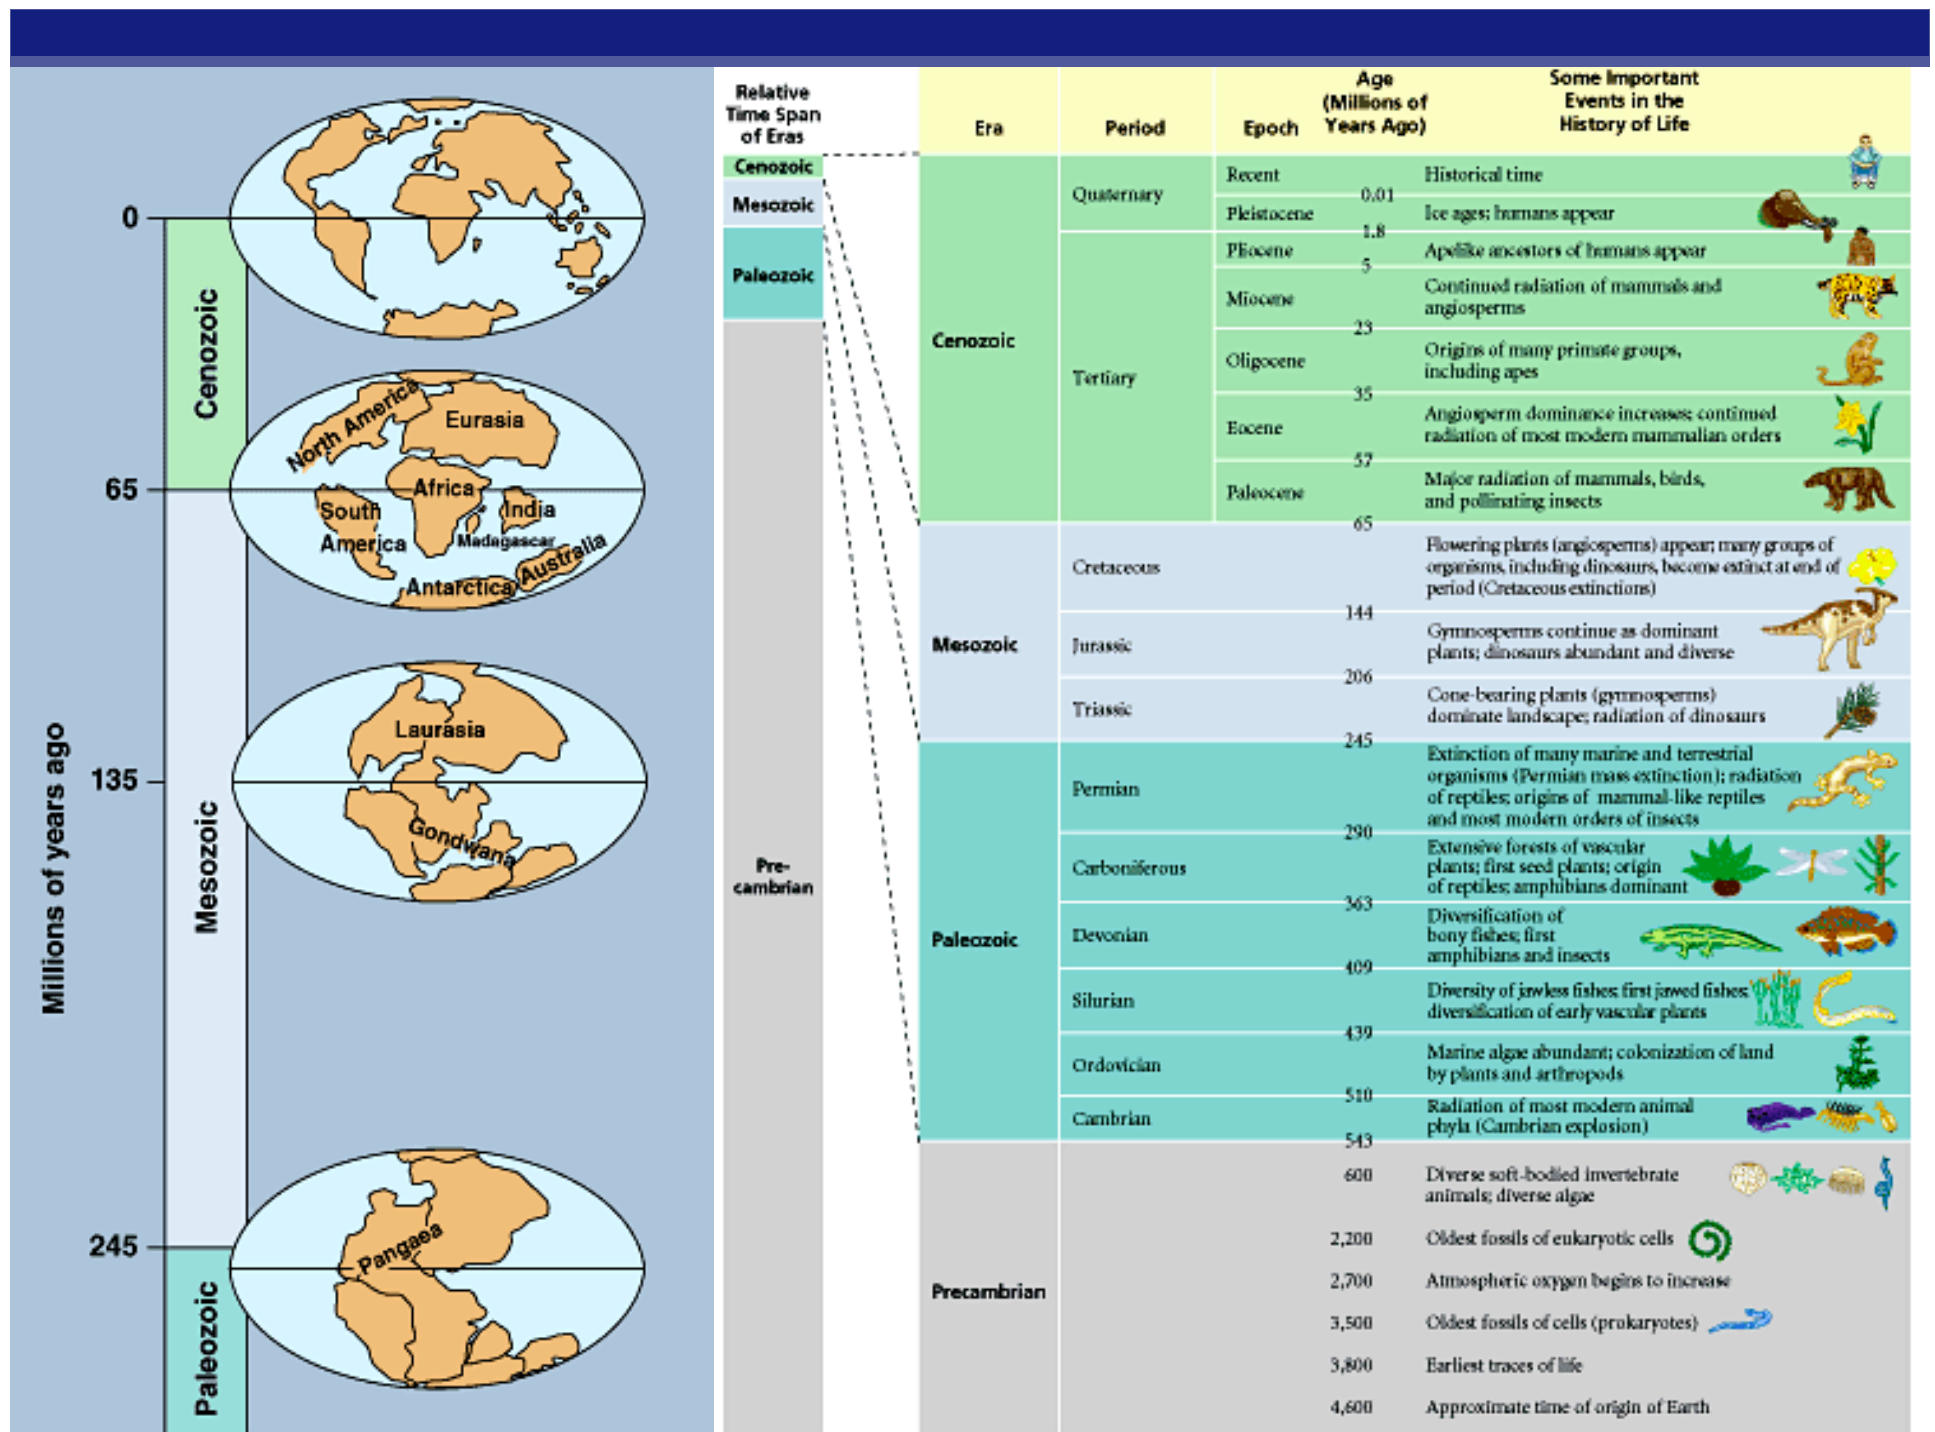 Millions of years ago
0
65
135
245
Cenozoic
Mesozoic
Paleozoic
North America
Eurasia
Africa
South
America
India
Madagascar
Antarctica
Australia
Laurasia
Gondwana
Pangaea
Relative
Time Span
of Eras
Cenozoic
Mesozoic
Paleozoic
Pre-
cambrian
Era
Period
Epoch
Age
(Millions of
Years Ago)
Some Important
Events in the
History of Life
Cenozoic
Quaternary
Recent
Historical time
0.01
Pleistocene
Ice ages; humans appear
1.8
Tertiary
Pliocene
Apelike ancestors of humans appear
5
Miocene
Continued radiation of mammals and
angiosperms
23
Oligocene
Origins of many primate groups,
including apes
35
Eocene
Angiosperm dominance increases; continued
radiation of most modern mammalian orders
57
Paleocene
Major radiation of mammals, birds,
and pollinating insects
65
Mesozoic
Cretaceous
Flowering plants (angiosperms) appear; many groups of
organisms, including dinosaurs, become extinct at end of
period (Cretaceous extinctions)
144
Jurassic
Gymnosperms continue as dominant
plants; dinosaurs abundant and diverse
206
Triassic
Cone-bearing plants (gymnosperms)
dominate landscape; radiation of dinosaurs
245
Paleozoic
Permian
Extinction of many marine and terrestrial
organisms (Permian mass extinction); radiation
of reptiles; origins of mammal-like reptiles
and most modern orders of insects
290
Carboniferous
Extensive forests of vascular
plants; first seed plants; origin
of reptiles; amphibians dominant
363
Devonian
Diversification of
bony fishes; first
amphibians and insects
409
Silurian
Diversity of jawless fishes; first jawed fishes;
diversification of early vascular plants
439
Ordovician
Marine algae abundant; colonization of land
by plants and arthropods
510
Cambrian
Radiation of most modern animal
phyla (Cambrian explosion)
543
Precambrian
600
Diverse soft-bodied invertebrate
animals; diverse algae
2,200
Oldest fossils of eukaryotic cells
2,700
Atmospheric oxygen begins to increase
3,500
Oldest fossils of cells (prokaryotes)
3,800
Earliest traces of life
4,600
Approximate time of origin of Earth